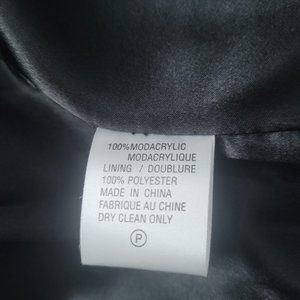 100%MODACRYLIC
MODACRYLIQUE
LINING / DOUBLURE
100% POLYESTER
MADE IN CHINA
FABRIQUE AU CHINE
DRY CLEAN ONLY
P